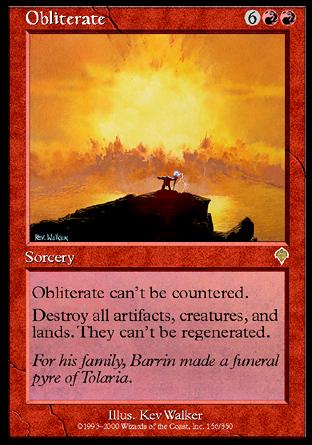 Obliterate 6
Rev. Walker
Sorcery
Obliterate can't be countered.
Destroy all artifacts, creatures, and
lands. They can't be regenerated.
For his family, Barrin made a funeral
pyre of Tolaria.
Illus. Kev Walker
©1993–2000 Wizards of the Coast, Inc. 156/350